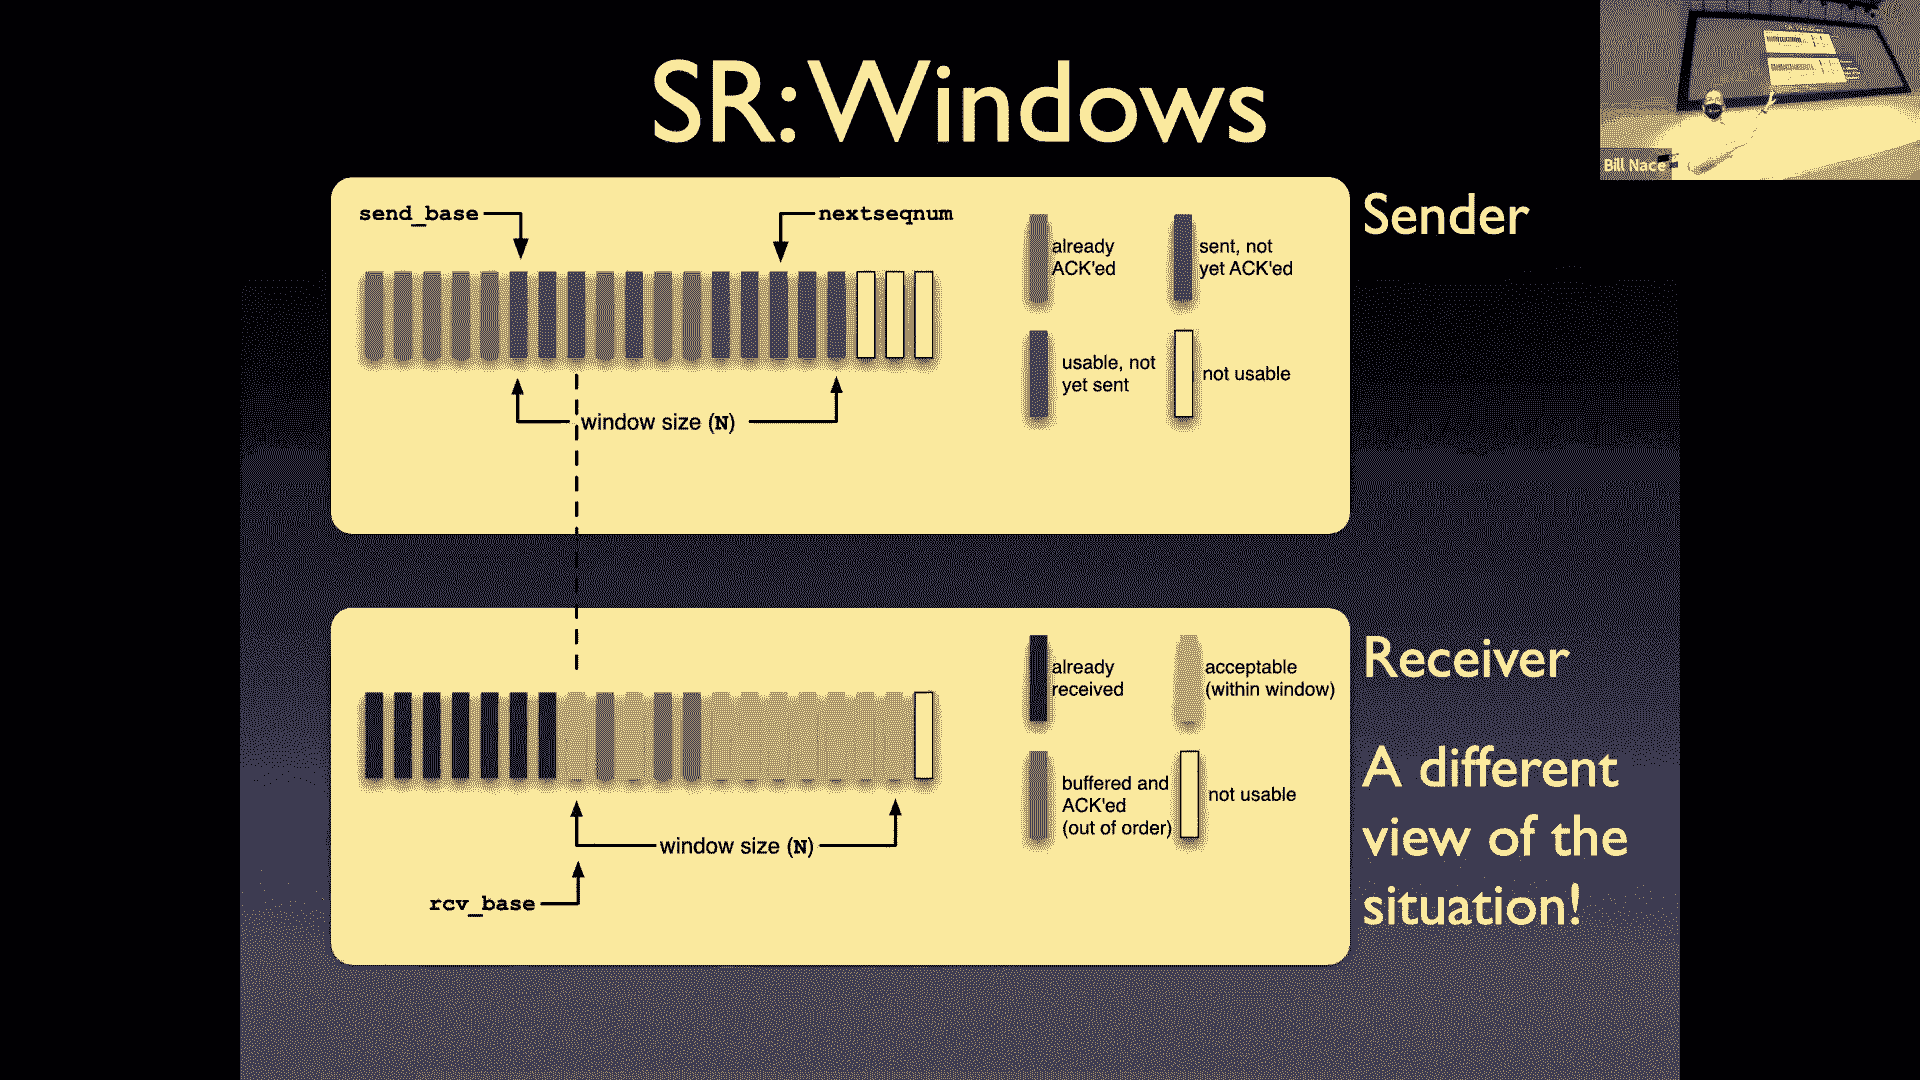 SR: Windows
Bill Nace
Sender
send_base
nextseqnum
already
ACK'ed
sent, not
yet ACK'ed
usable, not
yet sent
not usable
window size (N)
Receiver
already
received
acceptable
(within window)
buffered and
ACK'ed
(out of order)
not usable
window size (N)
rcv_base
A different
view of the
situation!